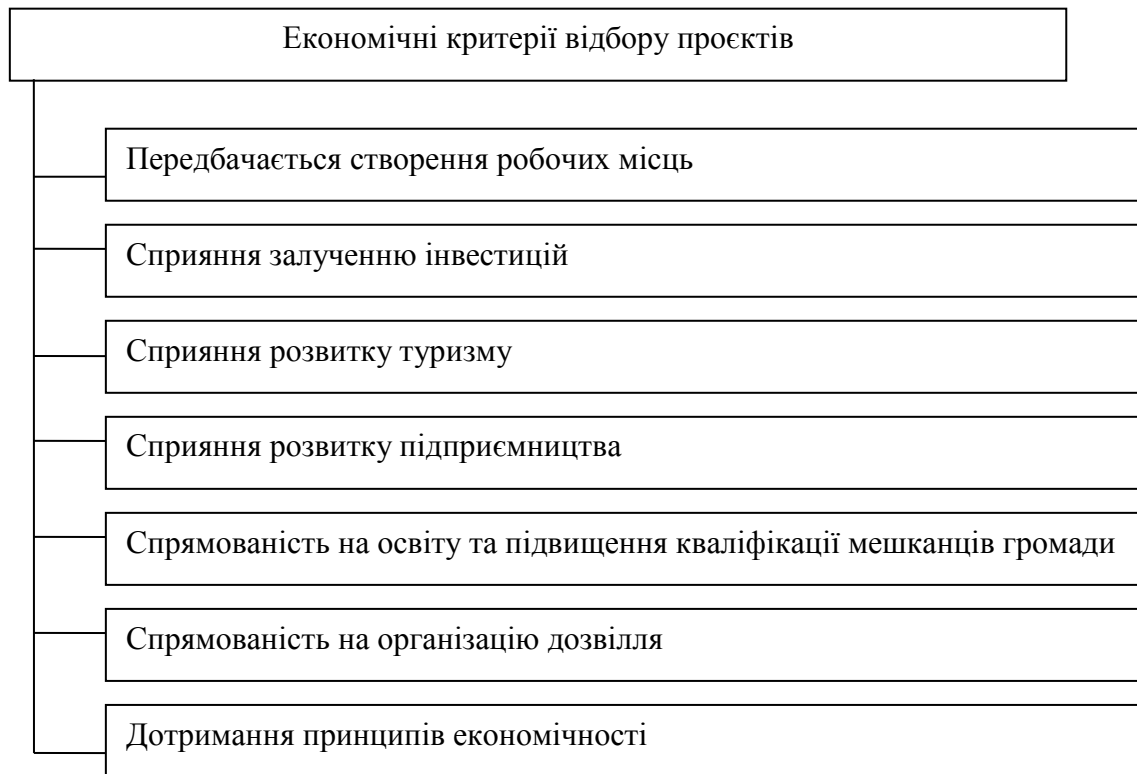 Економічні критерії відбору проєктів
Передбачається створення робочих місць
Сприяння залученню інвестицій
Сприяння розвитку туризму
Сприяння розвитку підприємництва
Спрямованість на освіту та підвищення кваліфікації мешканців громади
Спрямованість на організацію дозвілля
Дотримання принципів економічності